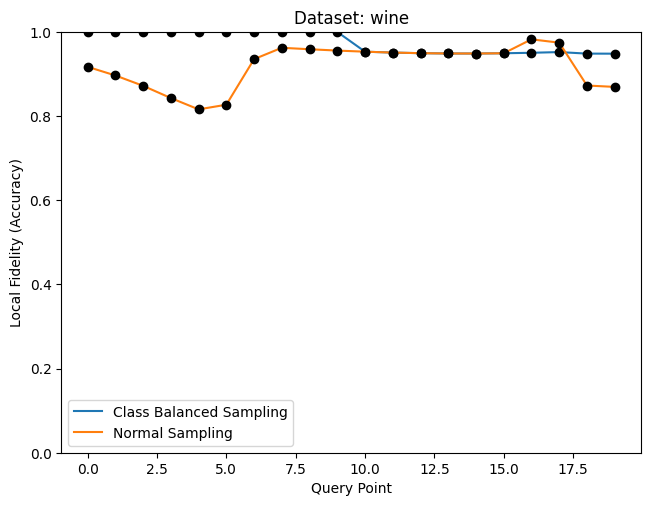 Dataset: wine
Local Fidelity (Accuracy)
1.0
0.8
0.6
0.4
0.2
0.0
Class Balanced Sampling
Normal Sampling
0.0 2.5 5.0 7.5 10.0 12.5 15.0 17.5
Query Point